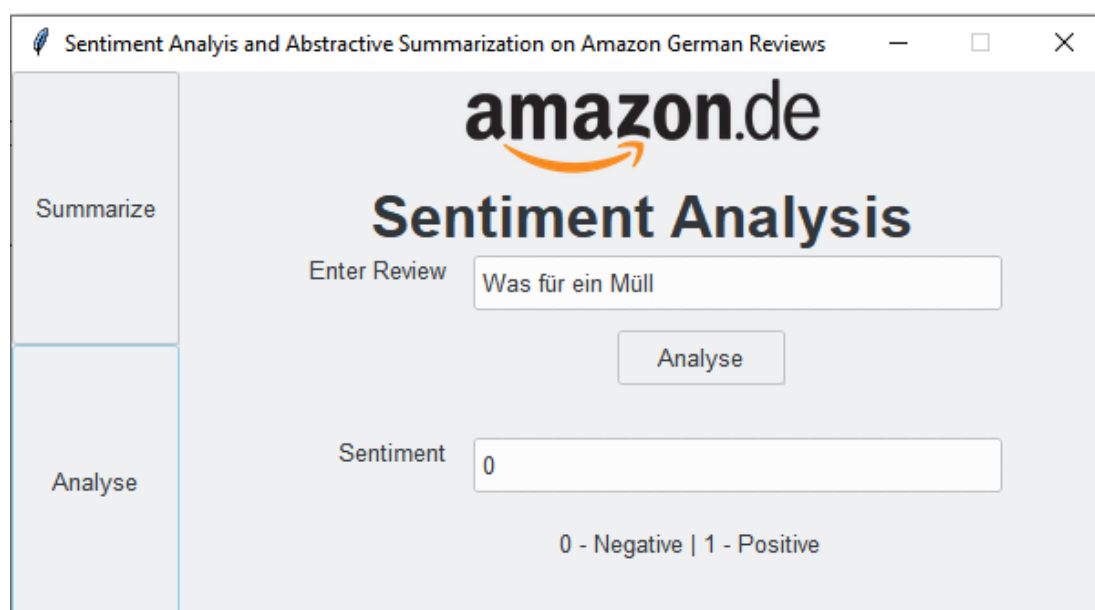 Sentiment Analyis and Abstractive Summarization on Amazon German Reviews
Summarize
Analyse
amazon.de
Sentiment Analysis
Enter Review
Was für ein Müll
Analyse
Sentiment
0
0 - Negative | 1 - Positive